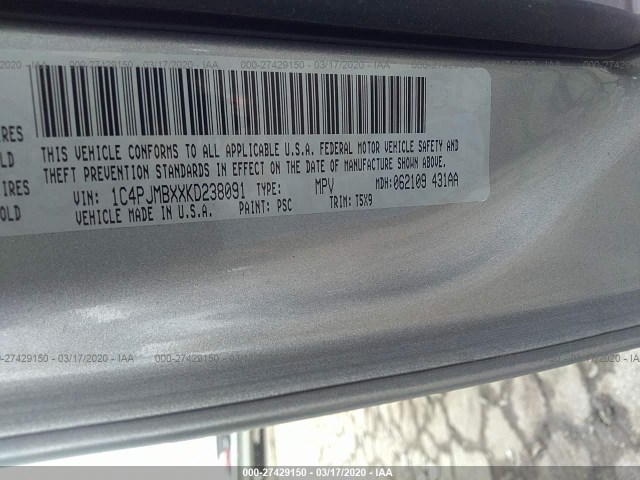 000-27429150 - 03/17/2020 - IAA
IRES
OLD
IRES
OLD
THIS VEHICLE CONFORMS TO ALL APPLICABLE U.S.A. FEDERAL MOTOR VEHICLE SAFETY AND
THEFT PREVENTION STANDARDS IN EFFECT ON THE DATE OF MANUFACTURE SHOWN ABOVE.
VIN: 1C4PJMBXXKD238091 TYPE: MPV MDH: 062109 431AA
VEHICLE MADE IN U.S.A. PAINT: PSC TRIM: T5X9
000-27429150 - 03/17/2020 - IAA
000-27429150 - 03/17/2020 - IAA